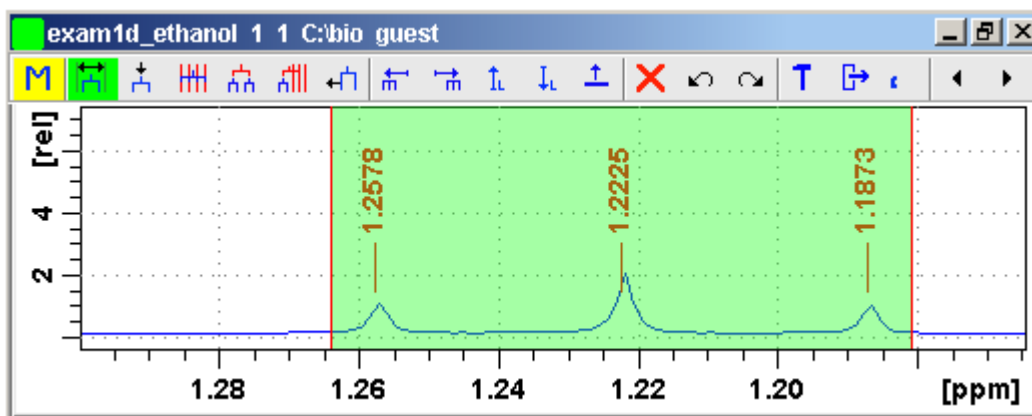 exam1d_ethanol 1 1 C:\bio guest
M
T
[rel]
4
2
1.2578
1.2225
1.1873
1.28 1.26 1.24 1.22 1.20 [ppm]